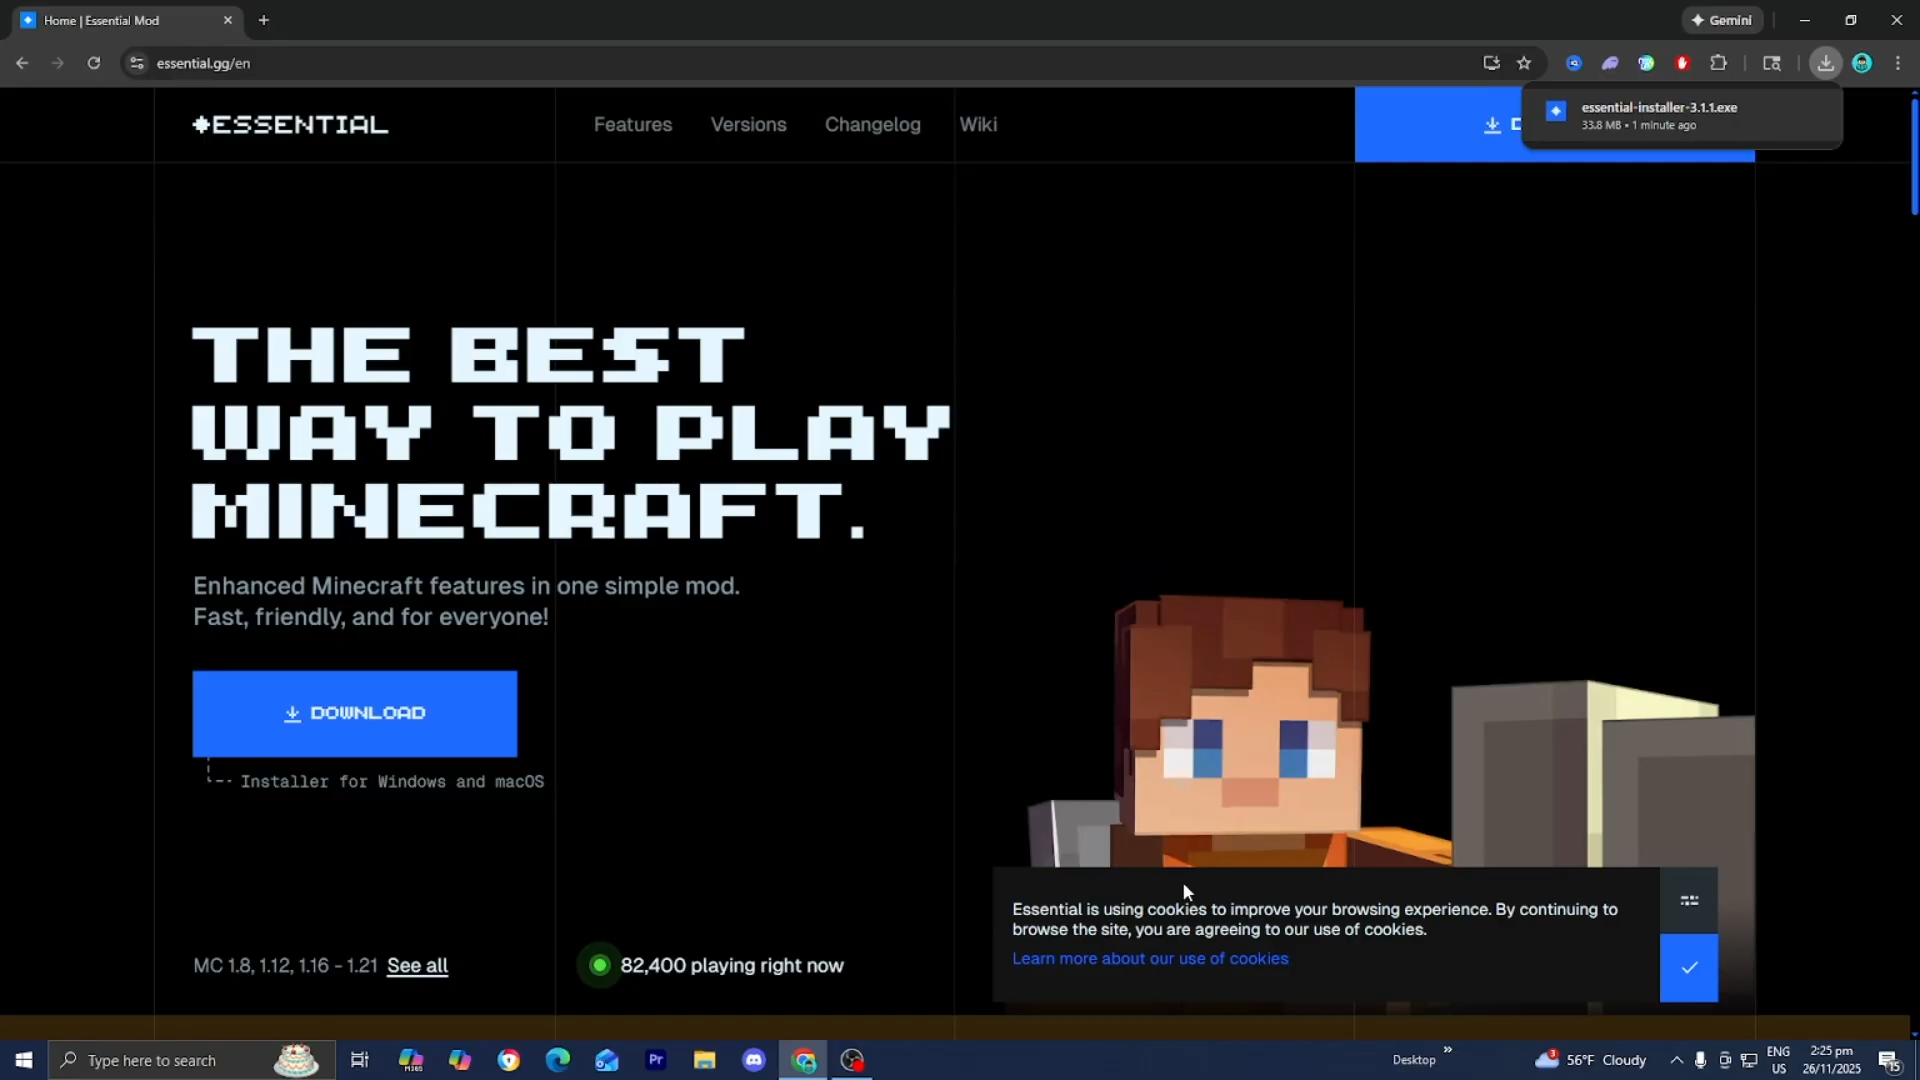 Home | Essential Mod
Gemini
essential.gg/en
essential-installer-3.1.1.exe
33.8 MB • 1 minute ago
ESSENTIAL
Features
Versions
Changelog
Wiki
THE BEST
WAY TO PLAY
MINECRAFT.
Enhanced Minecraft features in one simple mod.
Fast, friendly, and for everyone!
DOWNLOAD
Installer for Windows and macOS
MC 1.8, 1.12, 1.16 - 1.21 See all
82,400 playing right now
Essential is using cookies to improve your browsing experience. By continuing to
browse the site, you are agreeing to our use of cookies.
Learn more about our use of cookies
Type here to search
M365
Pr
Desktop
3
56°F Cloudy
ENG
US
2:25 pm
26/11/2025
15